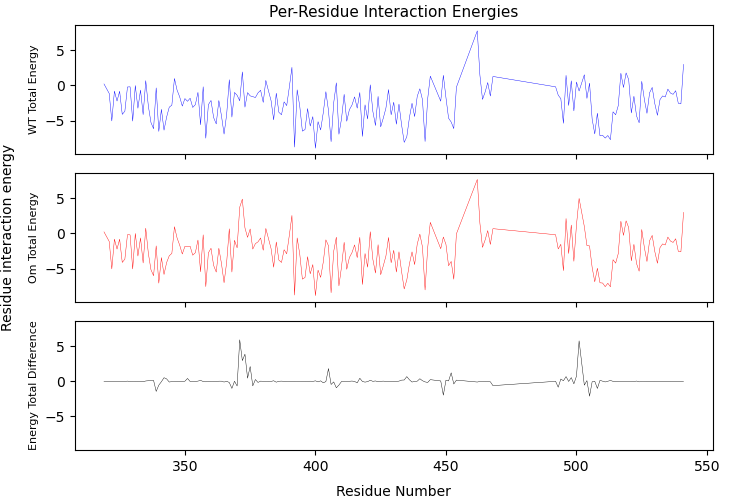 Per-Residue Interaction Energies
WT Total Energy
5
0
−5
Residue interaction energy
Om Total Energy
5
0
−5
Energy Total Difference
5
0
−5
350 400 450 500 550
Residue Number